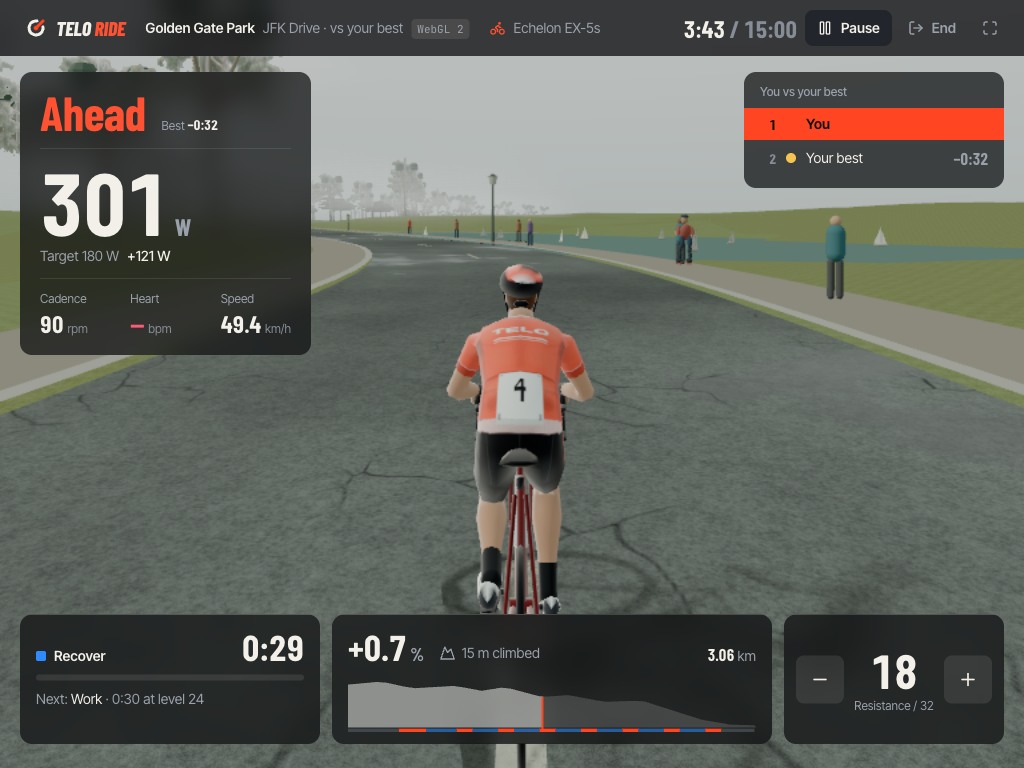 TELO RIDE Golden Gate Park JFK Drive · vs your best WebGL 2 Echelon EX-5s 3:43 / 15:00 Pause End
Ahead Best −0:32
301 W
Target 180 W +121 W
Cadence Heart Speed
90 rpm — bpm 49.4 km/h
You vs your best
1 You
2 Your best −0:32
TELO
4
Recover 0:29
Next: Work · 0:30 at level 24
+0.7 % 15 m climbed 3.06 km
− 18 +
Resistance / 32